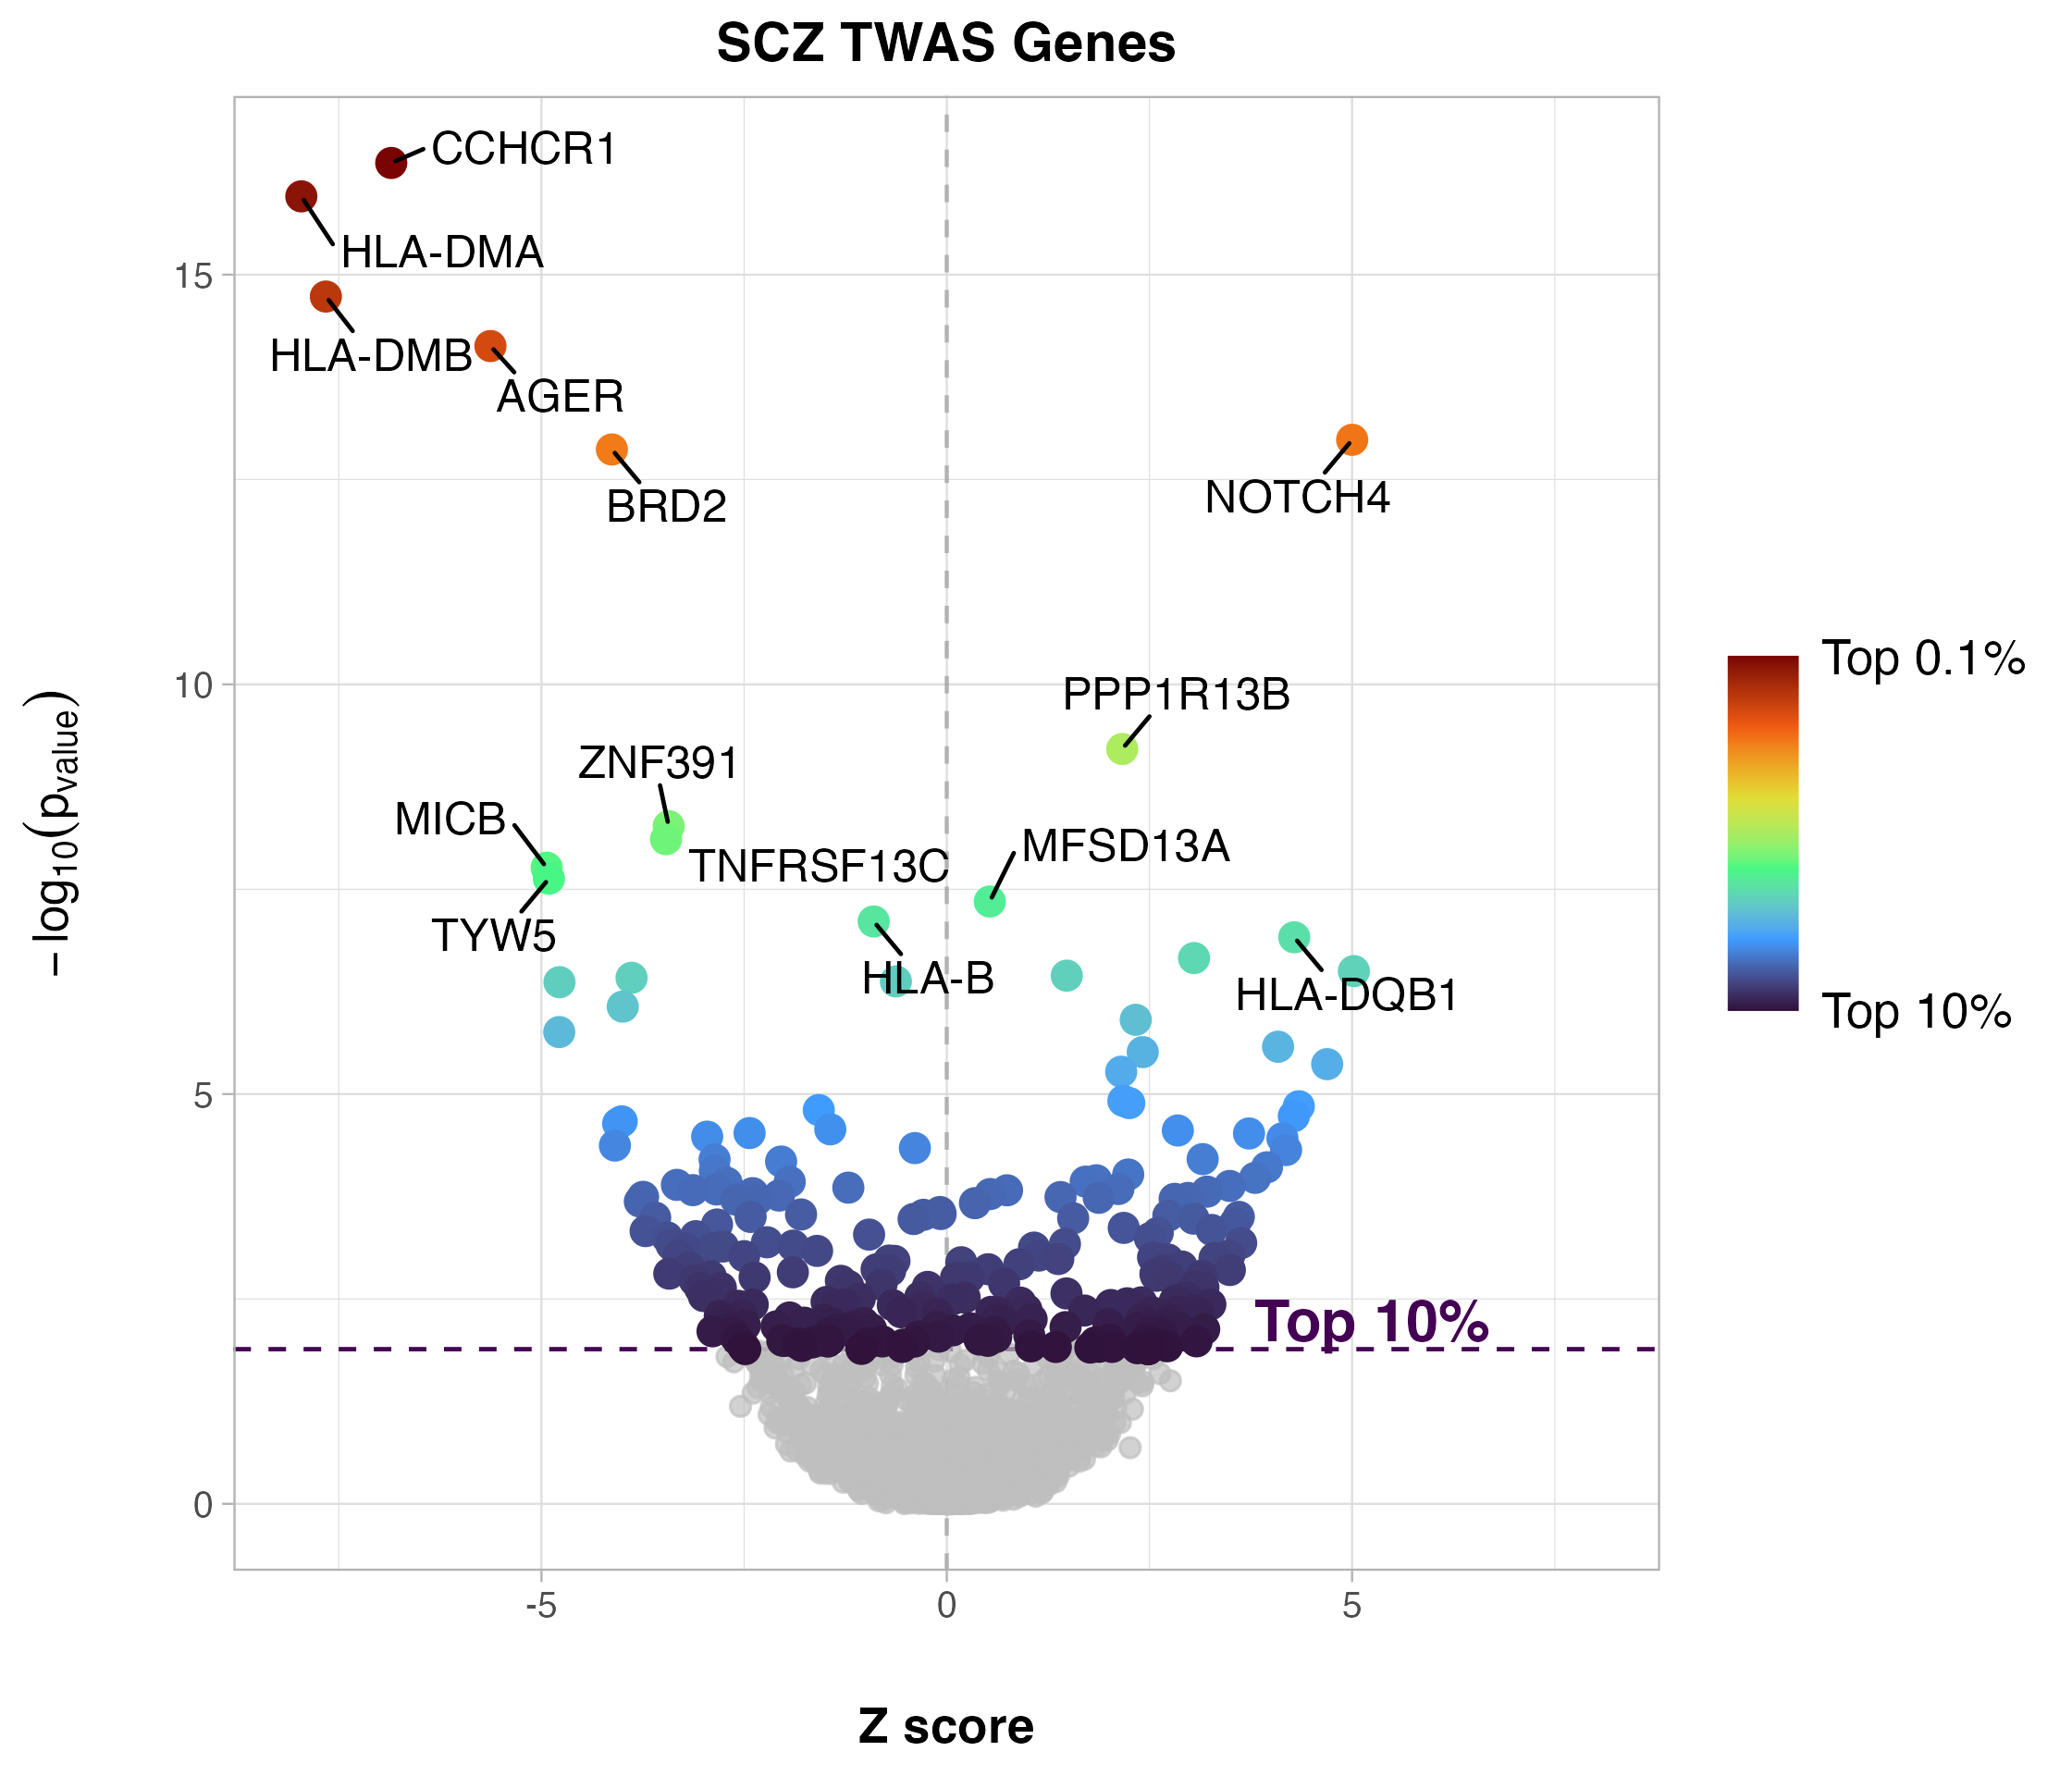 SCZ TWAS Genes
CCHCR1
HLA-DMA
15
HLA-DMB
AGER
NOTCH4
BRD2
Top 0.1%
10
PPP1R13B
ZNF391
MICB
MFSD13A
TNFRSF13C
−log10(pvalue)
TYW5
HLA-B
HLA-DQB1
Top 10%
5
Top 10%
0
-5 0 5
Z score